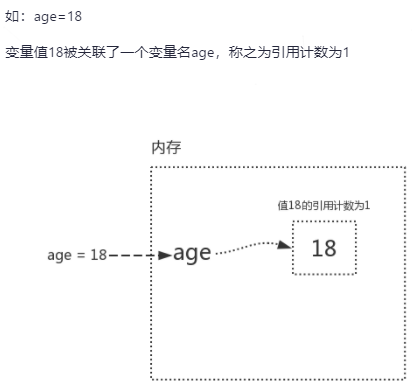 如：age=18
变量值18被关联了一个变量名age，称之为引用计数为1
内存
值18的引用计数为1
age = 18
age
18